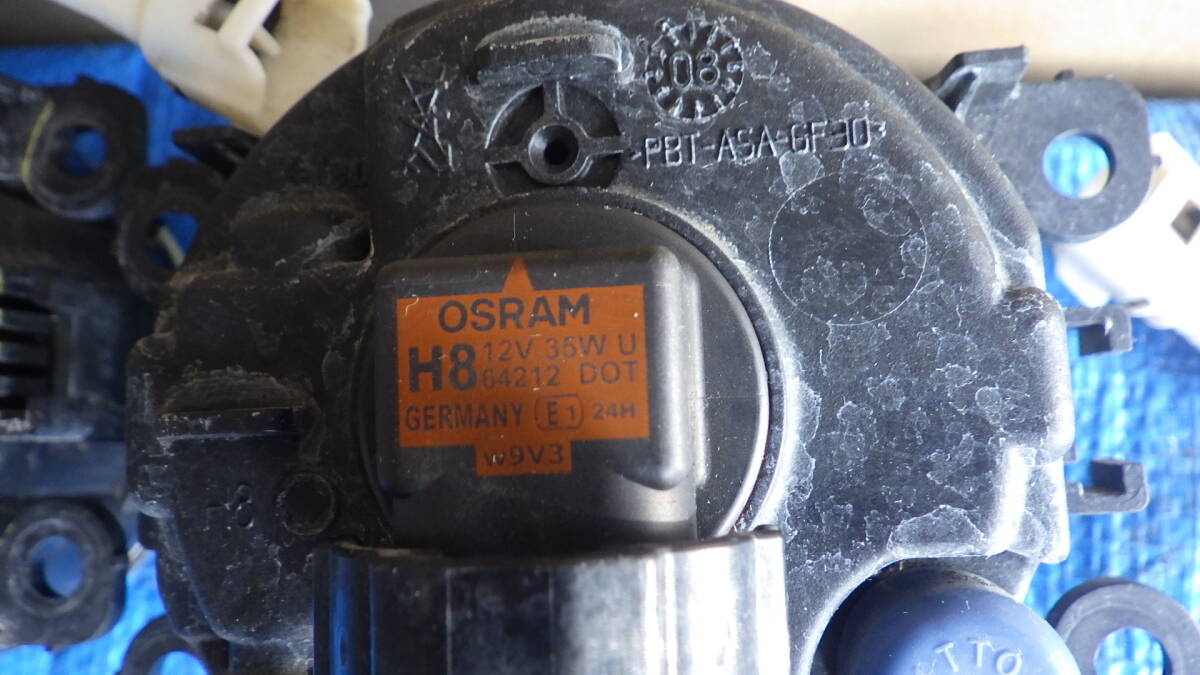 08
>PBT-ASA-GF30<
OSRAM
H8 12V 35W U
64212 DOT
GERMANY E1 24H
w9V3
H8